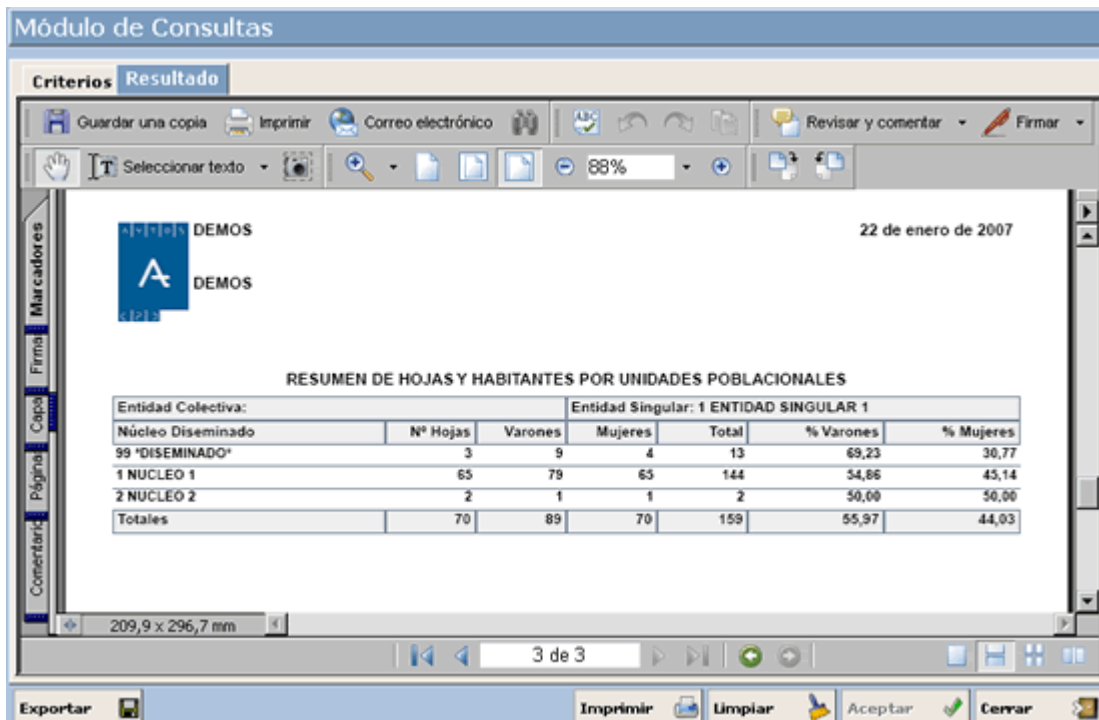 Módulo de Consultas
Criterios Resultado
Guardar una copia Imprimir Correo electrónico Revisar y comentar Firmar
Seleccionar texto 88%
Marcadores
Firma
Capa
Página
Comentario
AYTOS DEMOS 22 de enero de 2007
A
DEMOS
RESUMEN DE HOJAS Y HABITANTES POR UNIDADES POBLACIONALES
Entidad Colectiva: Entidad Singular: 1 ENTIDAD SINGULAR 1
Núcleo Diseminado Nº Hojas Varones Mujeres Total % Varones % Mujeres
99 *DISEMINADO* 3 9 4 13 69,23 30,77
1 NUCLEO 1 65 79 65 144 54,86 45,14
2 NUCLEO 2 2 1 1 2 50,00 50,00
Totales 70 89 70 159 55,97 44,03
209,9 x 296,7 mm
3 de 3
Exportar Imprimir Limpiar Aceptar Cerrar